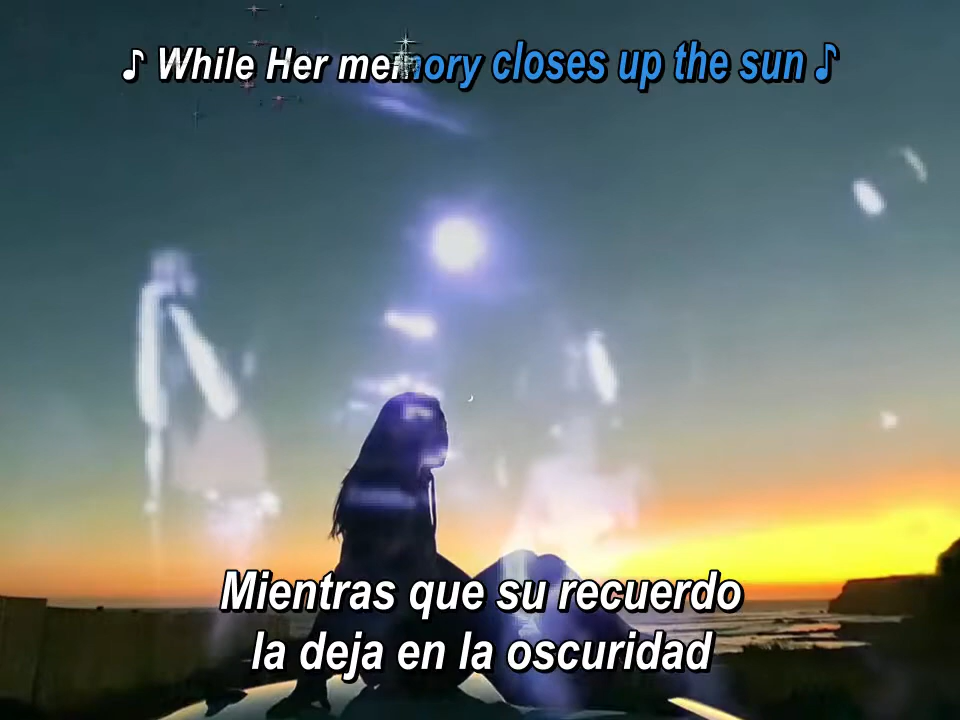 ♪ While Her memory closes up the sun ♪
Mientras que su recuerdo
la deja en la oscuridad